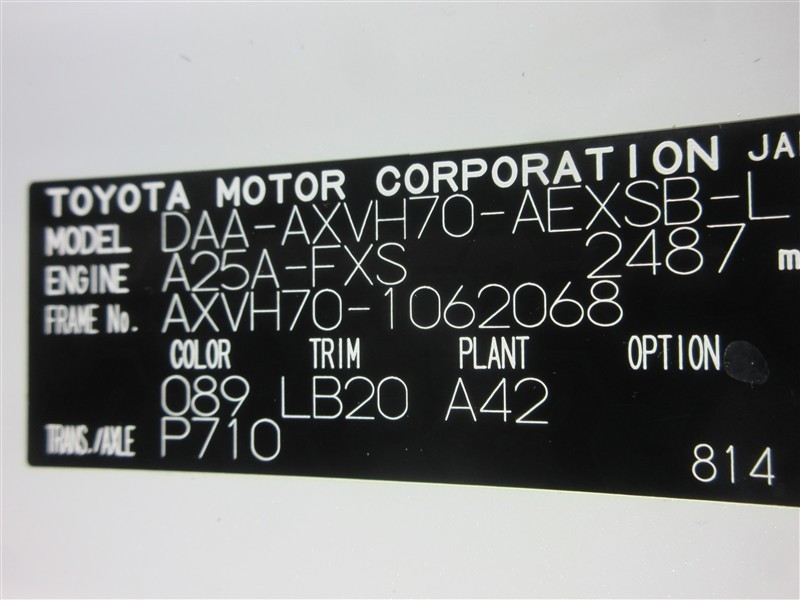 TOYOTA MOTOR CORPORATION JA
MODEL DAA-AXVH70-AEXSB-L
ENGINE A25A-FXS 2487 m
FRAME No. AXVH70-1062068
COLOR TRIM PLANT OPTION
089 LB20 A42
TRANS./AXLE P710
814